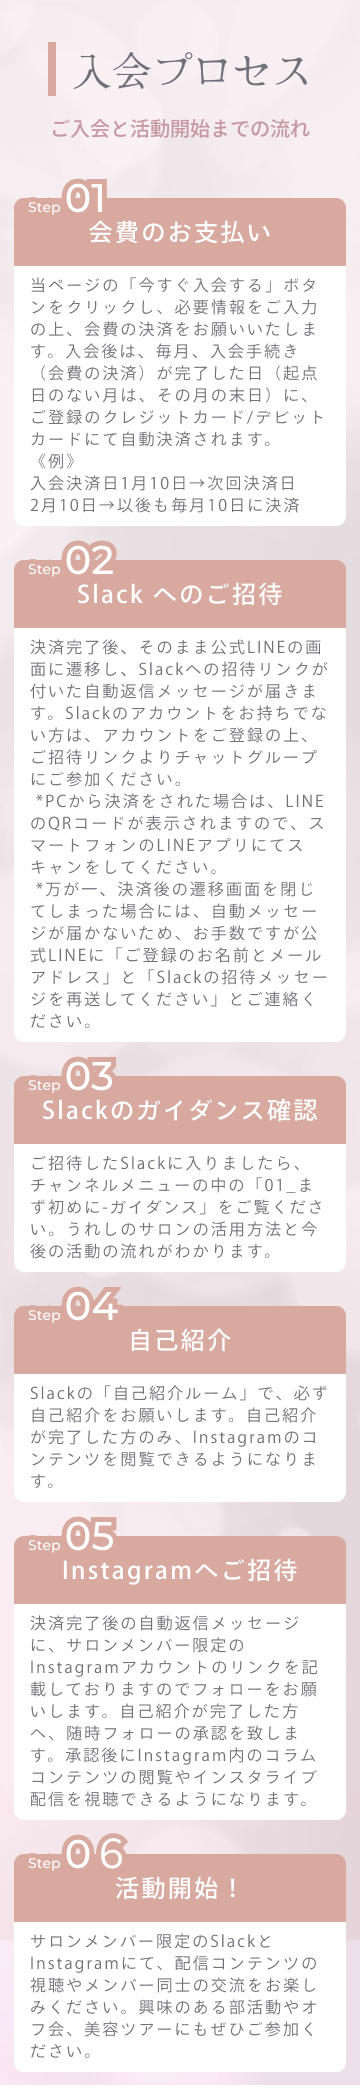 入会プロセス
ご入会と活動開始までの流れ
Step 01
会費のお支払い
当ページの「今すぐ入会する」ボタ
ンをクリックし、必要情報をご入力
の上、会費の決済をお願いいたしま
す。入会後は、毎月、入会手続き
（会費の決済）が完了した日（起点
日のない月は、その月の末日）に、
ご登録のクレジットカード/デビット
カードにて自動決済されます。
《例》
入会決済日1月10日→次回決済日
2月10日→以後も毎月10日に決済
Step 02
Slack へのご招待
決済完了後、そのまま公式LINEの画
面に遷移し、Slackへの招待リンクが
付いた自動返信メッセージが届きま
す。Slackのアカウントをお持ちでな
い方は、アカウントをご登録の上、
ご招待リンクよりチャットグループ
にご参加ください。
*PCから決済をされた場合は、LINE
のQRコードが表示されますので、ス
マートフォンのLINEアプリにてス
キャンをしてください。
*万が一、決済後の遷移画面を閉じ
てしまった場合には、自動メッセー
ジが届かないため、お手数ですが公
式LINEに「ご登録のお名前とメール
アドレス」と「Slackの招待メッセー
ジを再送してください」とご連絡く
ださい。
Step 03
Slackのガイダンス確認
ご招待したSlackに入りましたら、
チャンネルメニューの中の「01_ま
ず初めに-ガイダンス」をご覧くださ
い。うれしのサロンの活用方法と今
後の活動の流れがわかります。
Step 04
自己紹介
Slackの「自己紹介ルーム」で、必ず
自己紹介をお願いします。自己紹介
が完了した方のみ、Instagramのコ
ンテンツを閲覧できるようになりま
す。
Step 05
Instagramへご招待
決済完了後の自動返信メッセージ
に、サロンメンバー限定の
Instagramアカウントのリンクを記
載しておりますのでフォローをお願
いします。自己紹介が完了した方
へ、随時フォローの承認を致しま
す。承認後にInstagram内のコラム
コンテンツの閲覧やインスタライブ
配信を視聴できるようになります。
Step 06
活動開始！
サロンメンバー限定のSlackと
Instagramにて、配信コンテンツの
視聴やメンバー同士の交流をお楽し
みください。興味のある部活動やオ
フ会、美容ツアーにもぜひご参加く
ださい。